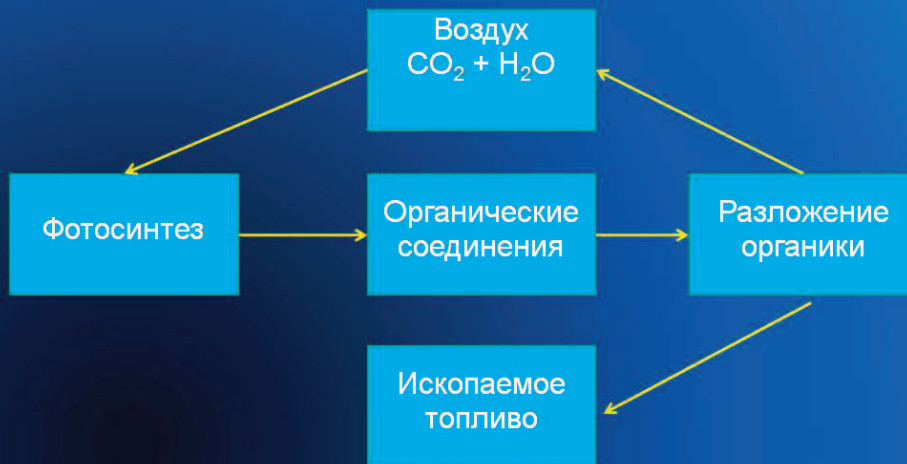 Воздух
CO₂ + H₂O
Фотосинтез
Органические
соединения
Разложение
органики
Ископаемое
топливо